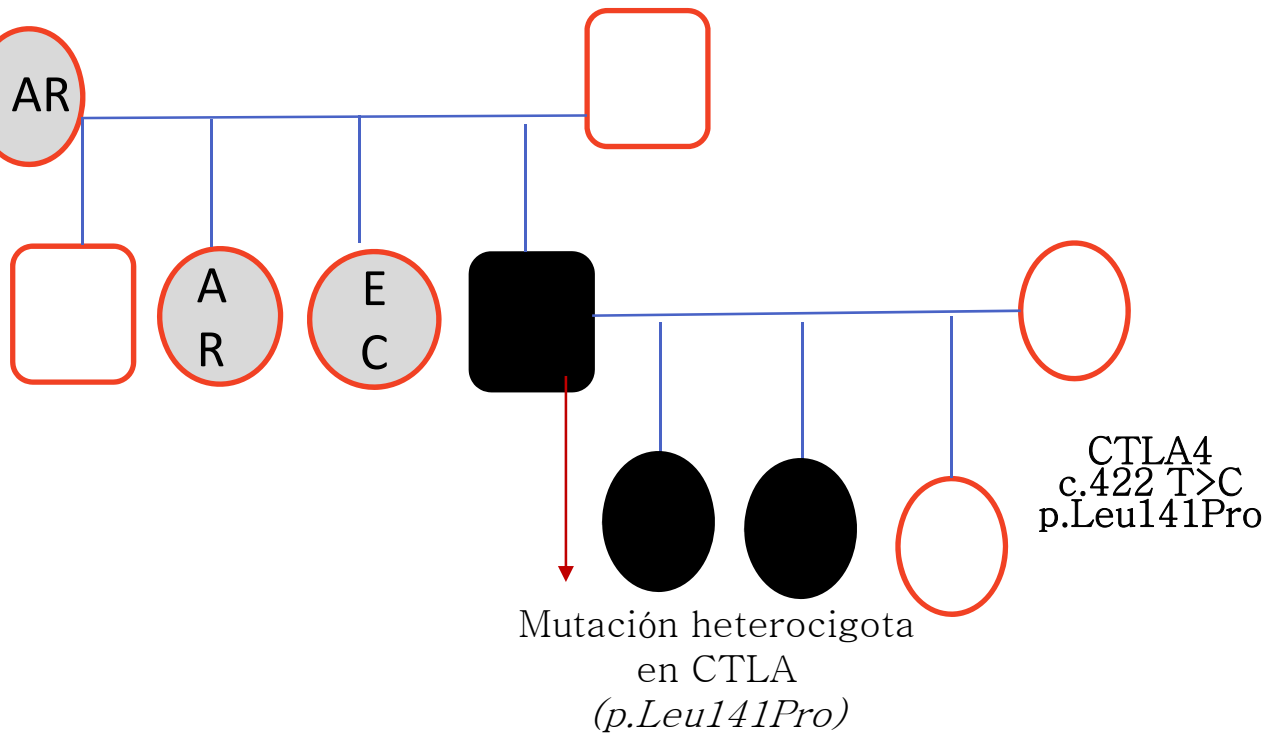 AR
A
R
E
C
CTLA4
c.422 T>C
p.Leu141Pro
Mutación heterocigota
en CTLA
(p.Leu141Pro)